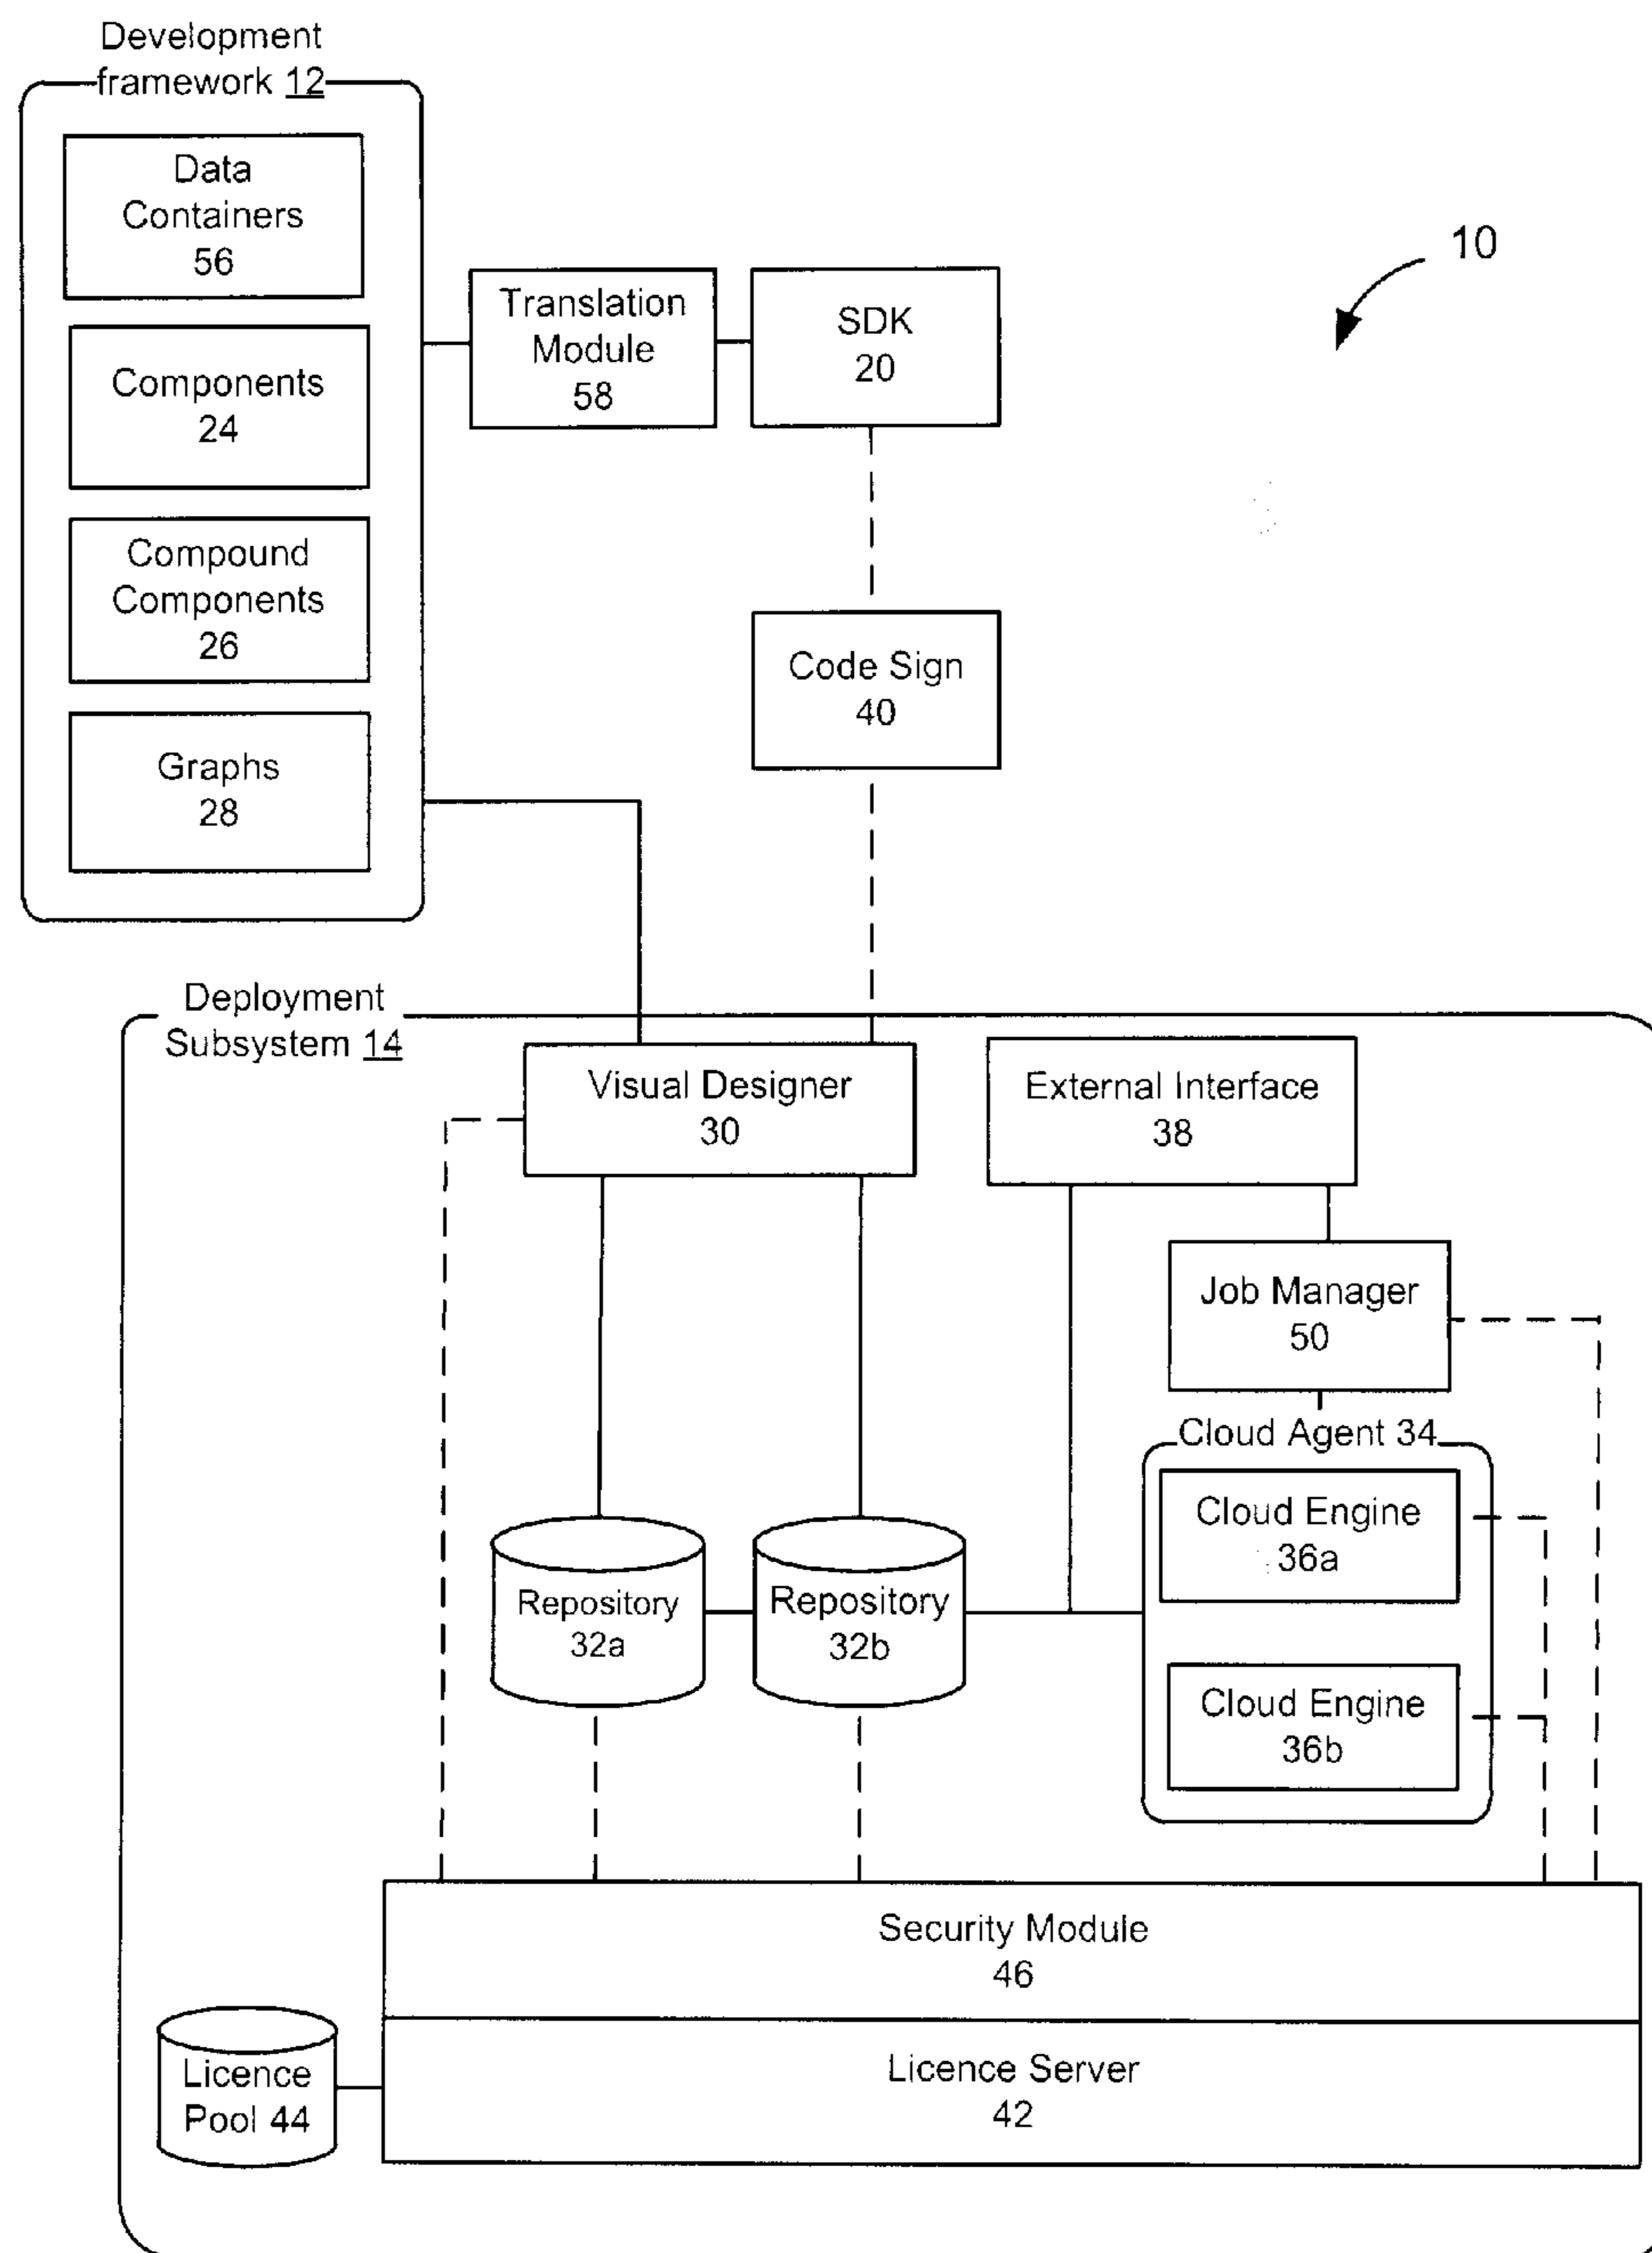 Development
framework 12
Data
Containers
56
Components
24
Compound
Components
26
Graphs
28
Translation
Module
58
SDK
20
10
Code Sign
40
Deployment
Subsystem 14
Visual Designer
30
External Interface
38
Job Manager
50
Cloud Agent 34
Cloud Engine
36a
Repository
32a
Repository
32b
Cloud Engine
36b
Security Module
46
Licence
Pool 44
Licence Server
42